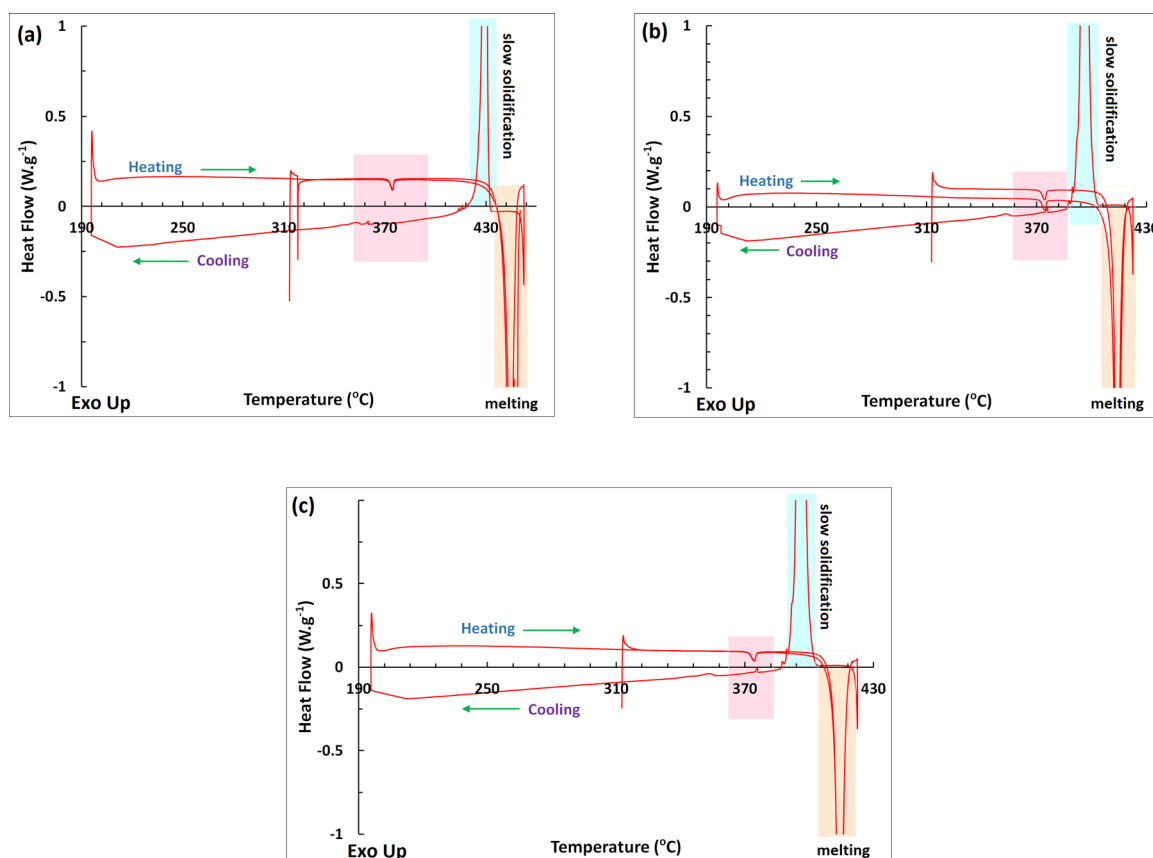 (a)
1
0.5
0
-0.5
-1
Heat Flow (W.g-1)
190 250 310 370 430
Heating
Cooling
slow solidification
Exo Up
Temperature (oC)
melting
(b)
1
0.5
0
-0.5
-1
Heat Flow (W.g-1)
190 250 310 370 430
Heating
Cooling
slow solidification
Exo Up
Temperature (oC)
melting
(c)
0.5
0
-0.5
-1
Heat Flow (W.g-1)
190 250 310 370 430
Heating
Cooling
slow solidification
Exo Up
Temperature (oC)
melting